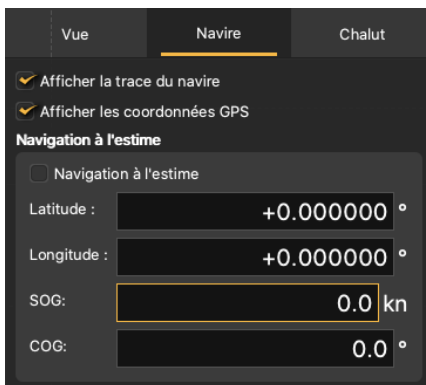 Vue Navire Chalut
Afficher la trace du navire
Afficher les coordonnées GPS
Navigation à l'estime
Navigation à l'estime
Latitude : +0.000000 °
Longitude : +0.000000 °
SOG: 0.0 kn
COG: 0.0 °